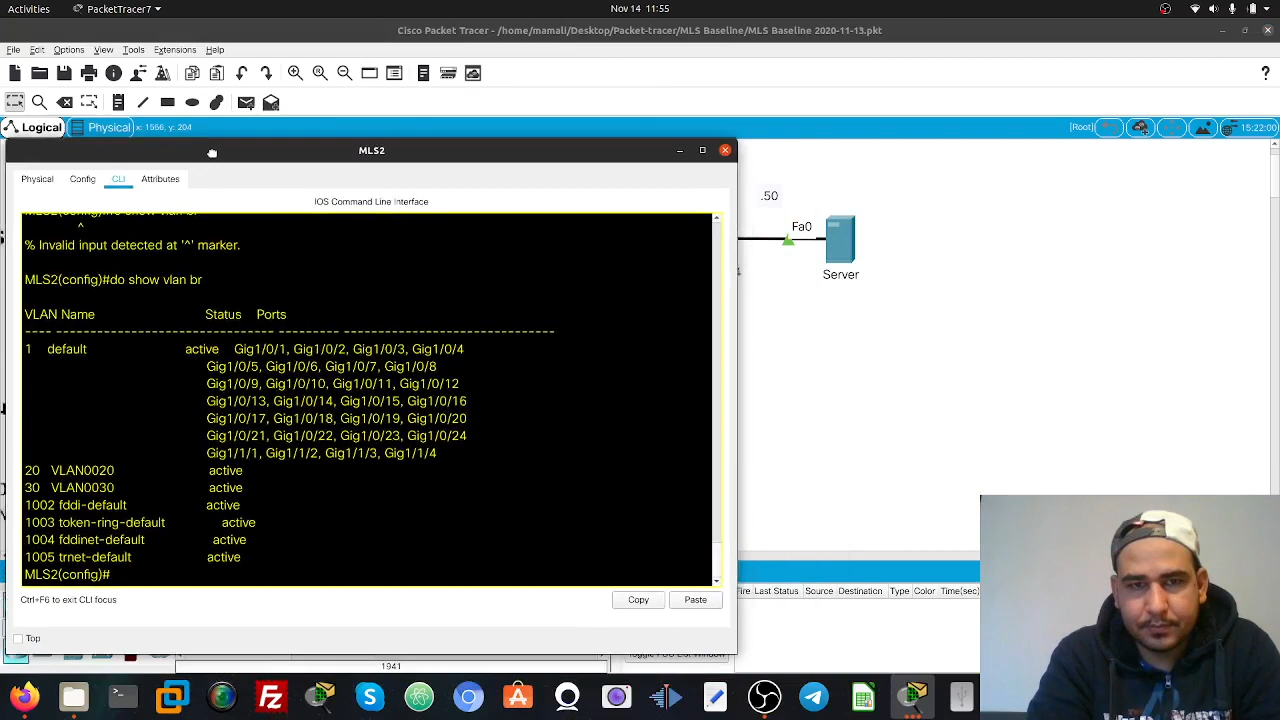 Activities PacketTracer7 Nov 14 11:55
Cisco Packet Tracer - /home/mamali/Desktop/Packet-tracer/MLS Baseline/MLS Baseline 2020-11-13.pkt
File Edit Options View Tools Extensions Help
?
Logical Physical x: 1556, y: 204 [Root] 15:22:00
MLS2
Physical Config CLI Attributes
IOS Command Line Interface
.50
Fa0
Server
^
% Invalid input detected at '^' marker.
MLS2(config)#do show vlan br
VLAN Name Status Ports
---- -------------------------------- --------- -------------------------------
1 default active Gig1/0/1, Gig1/0/2, Gig1/0/3, Gig1/0/4
Gig1/0/5, Gig1/0/6, Gig1/0/7, Gig1/0/8
Gig1/0/9, Gig1/0/10, Gig1/0/11, Gig1/0/12
Gig1/0/13, Gig1/0/14, Gig1/0/15, Gig1/0/16
Gig1/0/17, Gig1/0/18, Gig1/0/19, Gig1/0/20
Gig1/0/21, Gig1/0/22, Gig1/0/23, Gig1/0/24
Gig1/1/1, Gig1/1/2, Gig1/1/3, Gig1/1/4
20 VLAN0020 active
30 VLAN0030 active
1002 fddi-default active
1003 token-ring-default active
1004 fddinet-default active
1005 trnet-default active
MLS2(config)#
Ctrl+F6 to exit CLI focus Copy Paste
Fire Last Status Source Destination Type Color Time(sec)
Top
1941